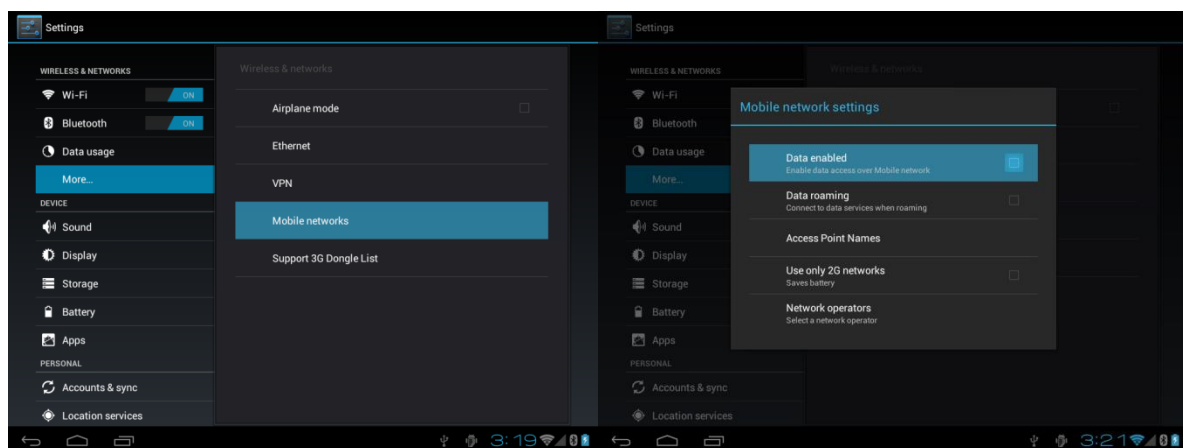 Settings
WIRELESS & NETWORKS
Wi-Fi ON
Bluetooth ON
Data usage
More...
DEVICE
Sound
Display
Storage
Battery
Apps
PERSONAL
Accounts & sync
Location services
Wireless & networks
Airplane mode
Ethernet
VPN
Mobile networks
Support 3G Dongle List
3:19
Settings
WIRELESS & NETWORKS
Wi-Fi
Bluetooth
Data usage
More...
DEVICE
Sound
Display
Storage
Battery
Apps
PERSONAL
Accounts & sync
Location services
Wireless & networks
Mobile network settings
Data enabled
Enable data access over Mobile network
Data roaming
Connect to data services when roaming
Access Point Names
Use only 2G networks
Saves battery
Network operators
Select a network operator
3:21